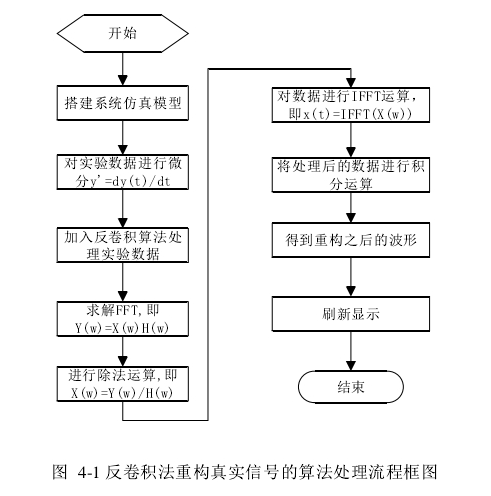 开始
搭建系统仿真模型
对实验数据进行微
分y'=dy(t)/dt
加入反卷积算法处
理实验数据
求解FFT,即
Y(w)=X(w)H(w)
进行除法运算,即
X(w)=Y(w)/H(w)
对数据进行IFFT运算，
即x(t)=IFFT(X(w))
将处理后的数据进行积
分运算
得到重构之后的波形
刷新显示
结束
图 4-1 反卷积法重构真实信号的算法处理流程框图